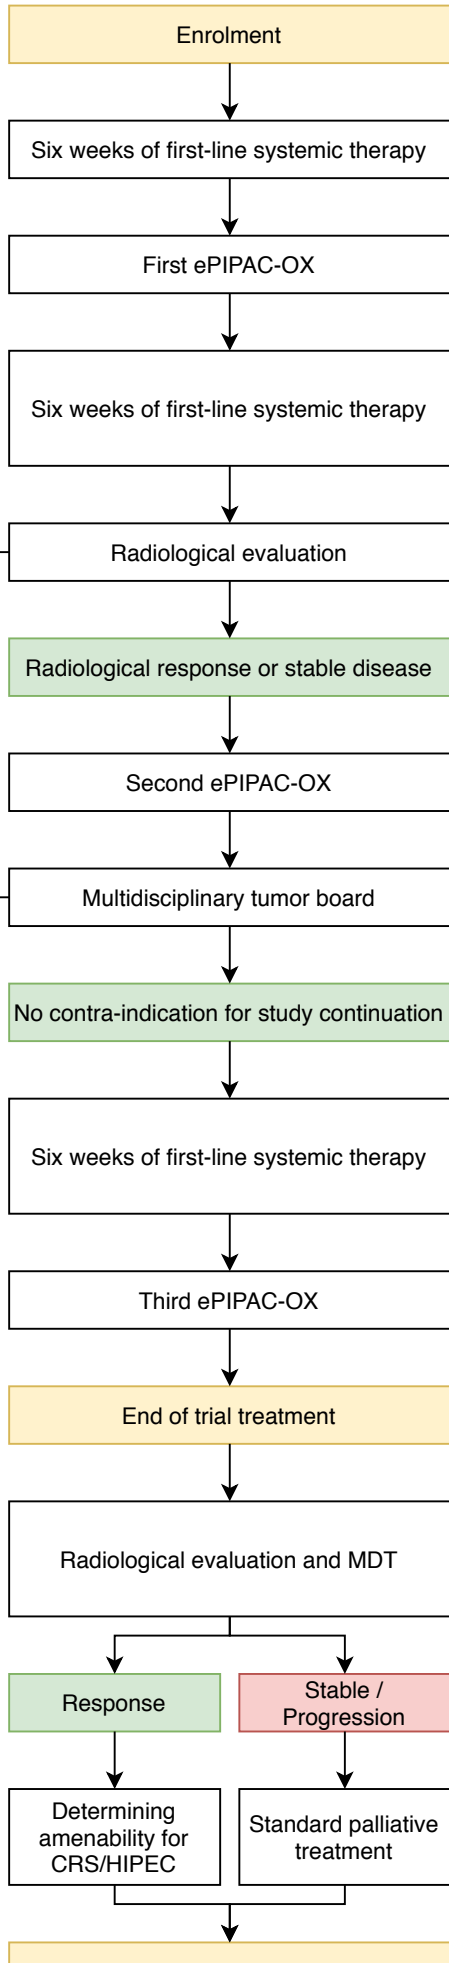 Enrolment
Six weeks of first-line systemic therapy
First ePIPAC-OX
Six weeks of first-line systemic therapy
Radiological evaluation
Radiological response or stable disease
Second ePIPAC-OX
Multidisciplinary tumor board
No contra-indication for study continuation
Six weeks of first-line systemic therapy
Third ePIPAC-OX
End of trial treatment
Radiological evaluation and MDT
Response
Stable /
Progression
Determining
amenability for
CRS/HIPEC
Standard palliative
treatment